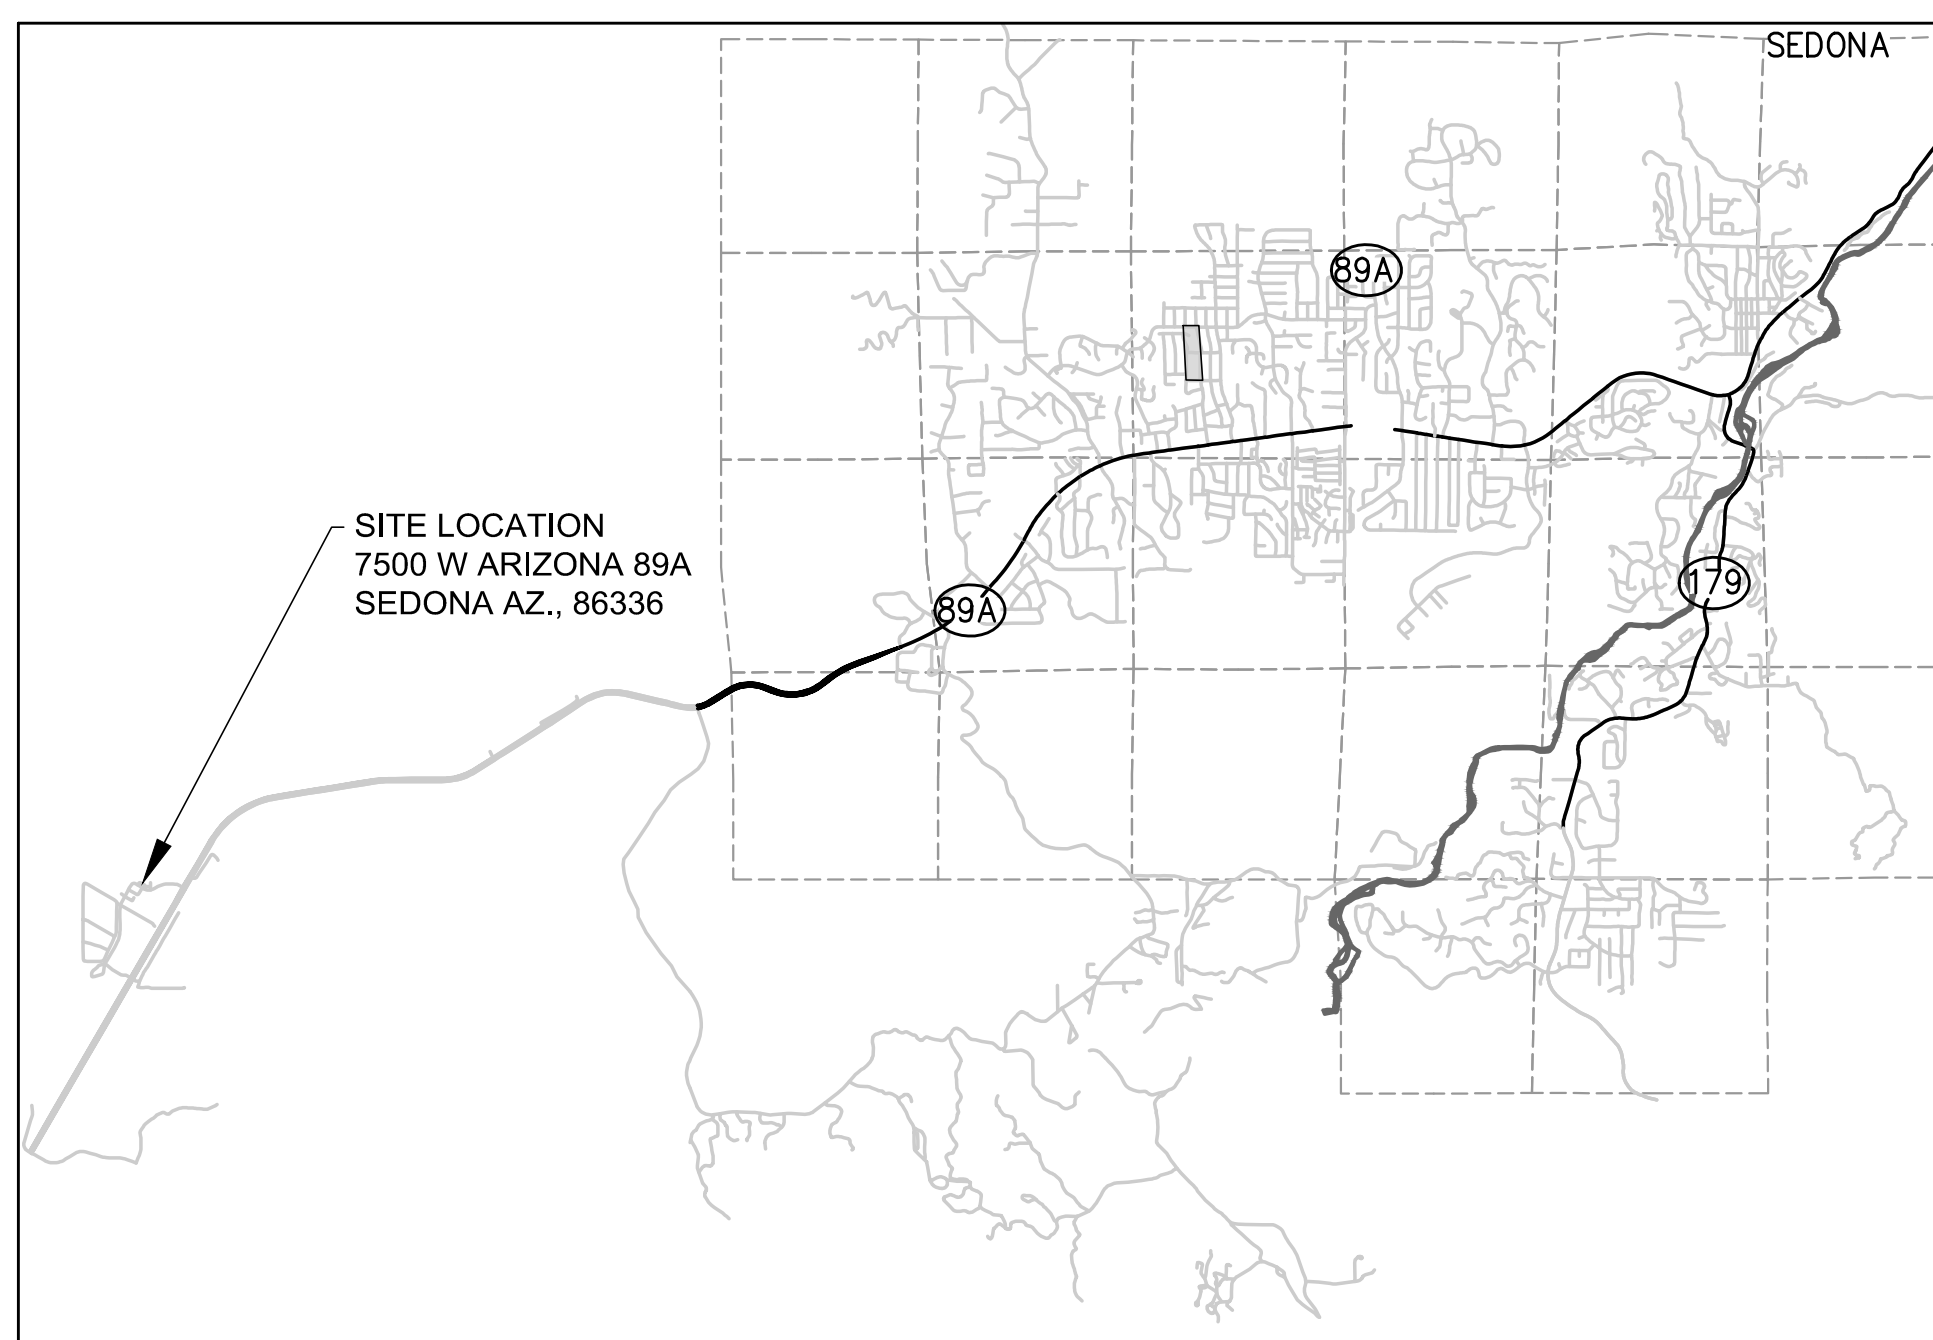 SEDONA
89A
SITE LOCATION
7500 W ARIZONA 89A
SEDONA AZ., 86336
179
89A